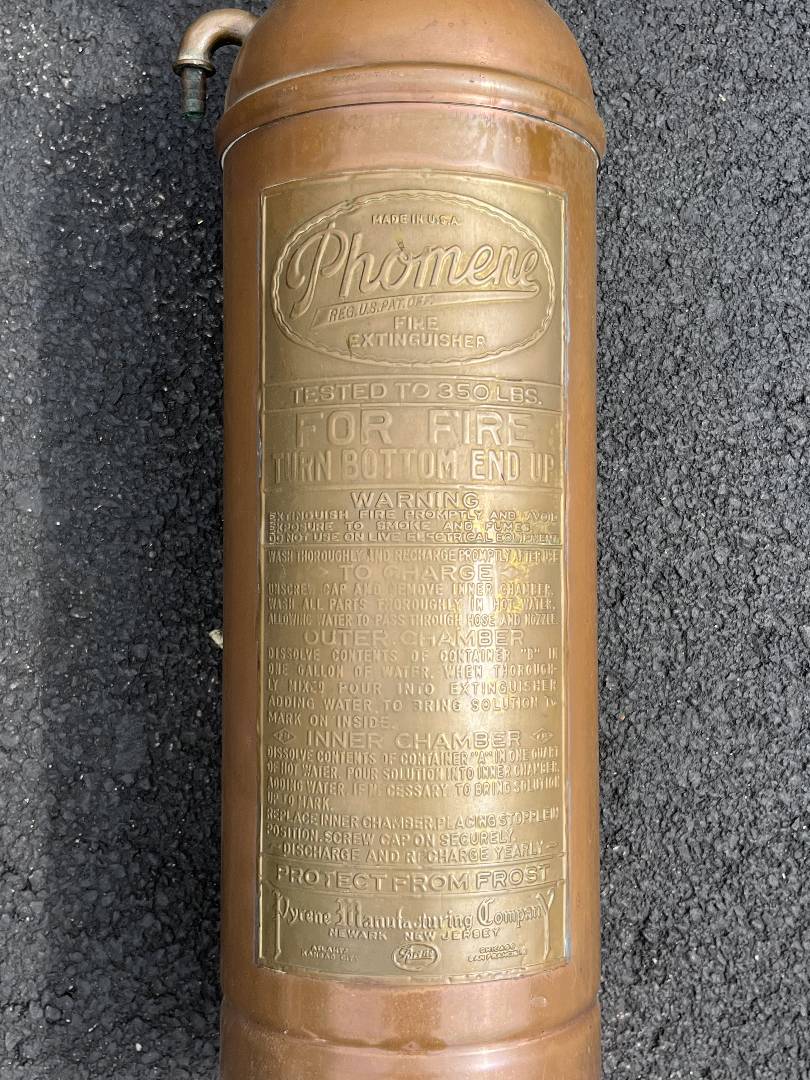 MADE IN U.S.A.
Phomene
REG. U.S. PAT. OFF.
FIRE
EXTINGUISHER
TESTED TO 350 LBS.
FOR FIRE
TURN BOTTOM END UP
WARNING
EXTINGUISH FIRE PROMPTLY AND AVOID
EXPOSURE TO SMOKE AND FUMES
DO NOT USE ON LIVE ELECTRICAL EQUIPMENT
WASH THOROUGHLY AND RECHARGE PROMPTLY AFTER USE
TO CHARGE
UNSCREW CAP AND REMOVE INNER CHAMBER.
WASH ALL PARTS THOROUGHLY IN HOT WATER,
ALLOWING WATER TO PASS THROUGH HOSE AND NOZZLE
OUTER CHAMBER
DISSOLVE CONTENTS OF CONTAINER "B" IN
ONE GALLON OF WATER. WHEN THOROUGH-
LY MIXED POUR INTO EXTINGUISHER
ADDING WATER TO BRING SOLUTION TO
MARK ON INSIDE.
INNER CHAMBER
DISSOLVE CONTENTS OF CONTAINER "A" IN ONE QUART
OF HOT WATER. POUR SOLUTION INTO INNER CHAMBER.
ADDING WATER IF NECESSARY TO BRING SOLUTION
UP TO MARK.
REPLACE INNER CHAMBER PLACING STOPPLE IN
POSITION. SCREW CAP ON SECURELY.
DISCHARGE AND RECHARGE YEARLY
PROTECT FROM FROST
Pyrene Manufacturing Company
NEWARK NEW JERSEY
ATLANTA CHICAGO
KANSAS CITY Pyrene SAN FRANCISCO